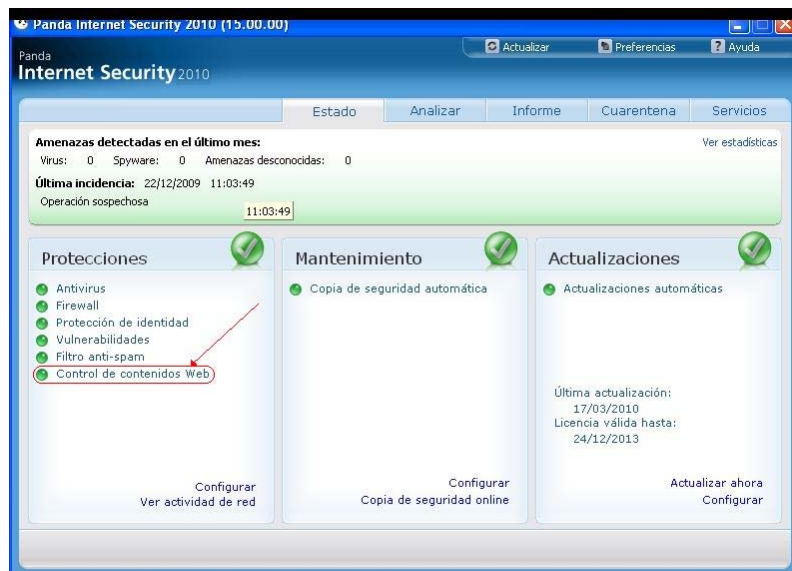 Panda Internet Security 2010 (15.00.00)
Actualizar Preferencias ? Ayuda
Panda
Internet Security 2010
Estado Analizar Informe Cuarentena Servicios
Amenazas detectadas en el último mes: Ver estadísticas
Virus: 0 Spyware: 0 Amenazas desconocidas: 0
Última incidencia: 22/12/2009 11:03:49
Operación sospechosa
11:03:49
Protecciones
Antivirus
Firewall
Protección de identidad
Vulnerabilidades
Filtro anti-spam
Control de contenidos Web
Configurar
Ver actividad de red
Mantenimiento
Copia de seguridad automática
Configurar
Copia de seguridad online
Actualizaciones
Actualizaciones automáticas
Última actualización:
17/03/2010
Licencia válida hasta:
24/12/2013
Actualizar ahora
Configurar